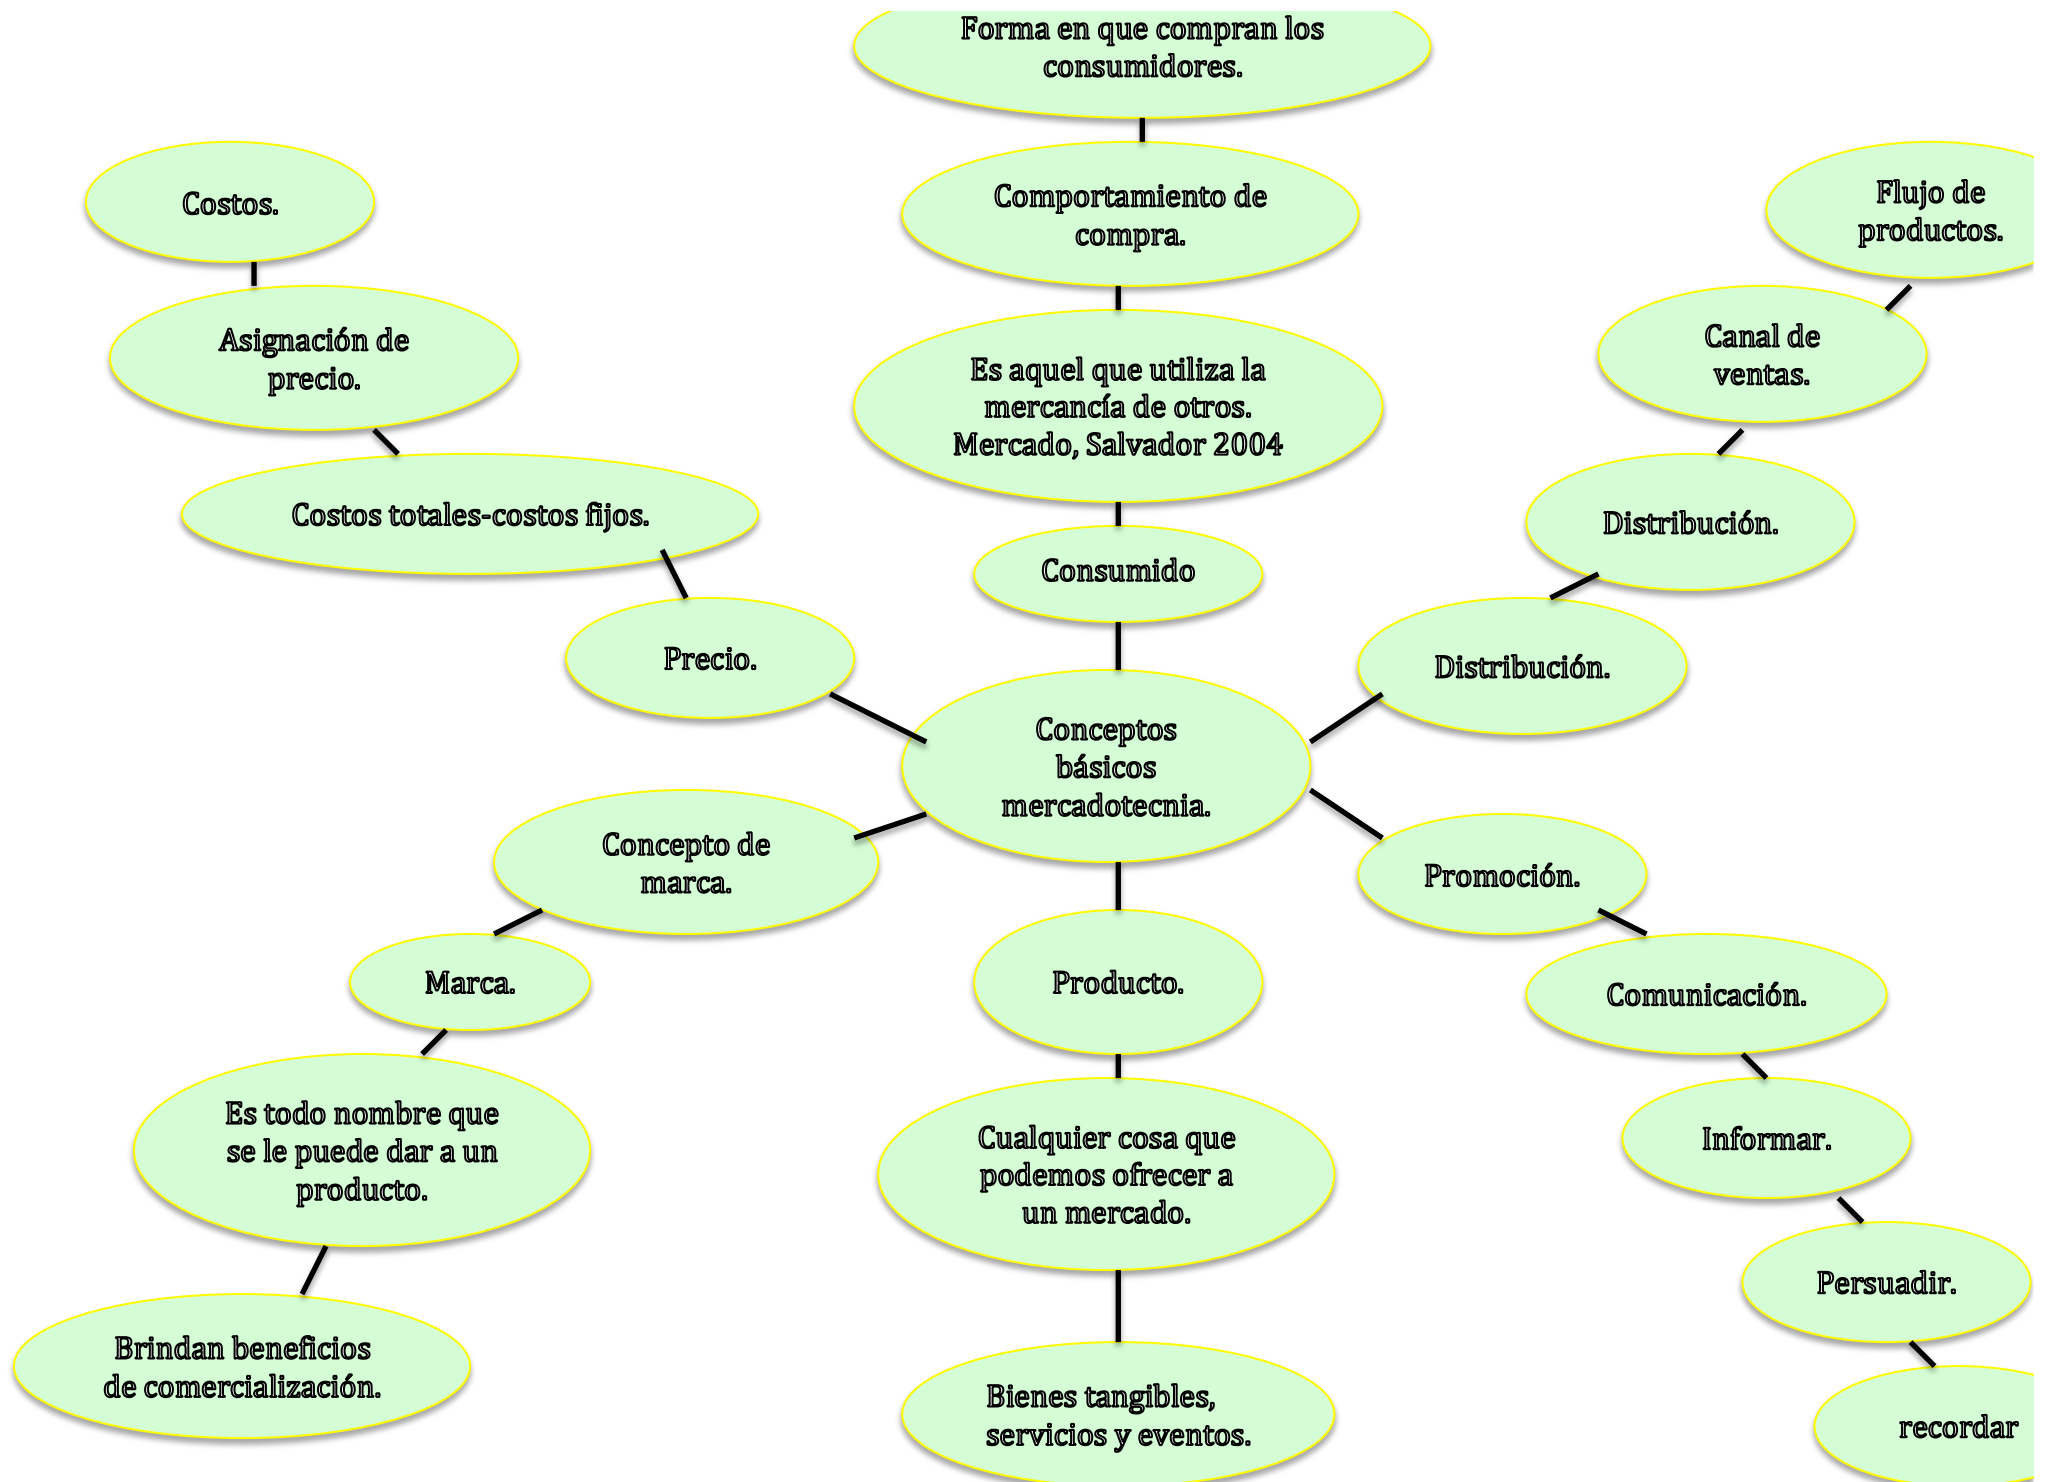 Forma en que compran los
consumidores.
Comportamiento de
compra.
Es aquel que utiliza la
mercancía de otros.
Mercado, Salvador 2004
Consumido
Costos.
Asignación de
precio.
Costos totales-costos fijos.
Precio.
Flujo de
productos.
Canal de
ventas.
Distribución.
Distribución.
Conceptos
básicos
mercadotecnia.
Concepto de
marca.
Marca.
Es todo nombre que
se le puede dar a un
producto.
Brindan beneficios
de comercialización.
Producto.
Cualquier cosa que
podemos ofrecer a
un mercado.
Bienes tangibles,
servicios y eventos.
Promoción.
Comunicación.
Informar.
Persuadir.
recordar